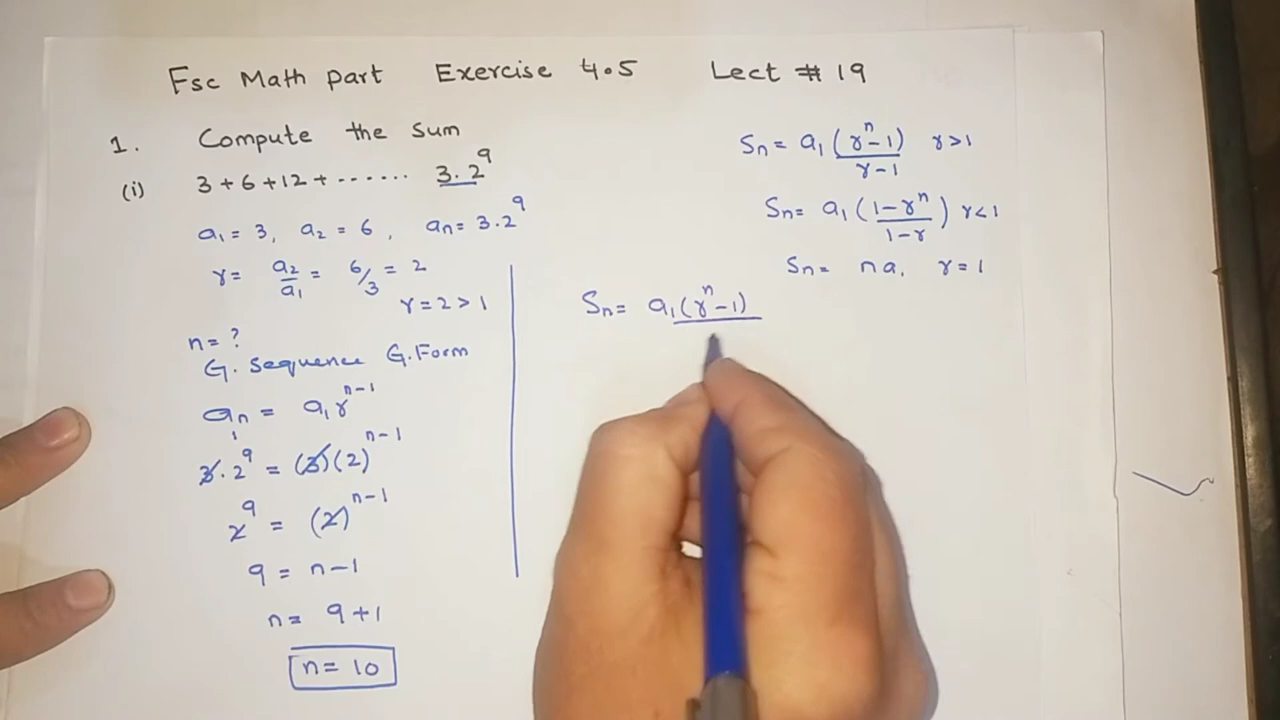 Fsc Math part Exercise 4.5 Lect # 19
1. Compute the sum
(i) 3 + 6 + 12 + ------ 3.2^9
a1 = 3, a2 = 6, an = 3.2^9
r = a2/a1 = 6/3 = 2
r = 2 > 1
n = ?
G. Sequence G.Form
an = a1 r^n-1
3.2^9 = (3)(2)^n-1
1
2^9 = (2)^n-1
9 = n-1
n = 9+1
n = 10
Sn = a1 (r^n-1)/r-1 r>1
Sn = a1 (1-r^n/1-r) r<1
Sn = na1 r=1
Sn = a1(r^n-1)